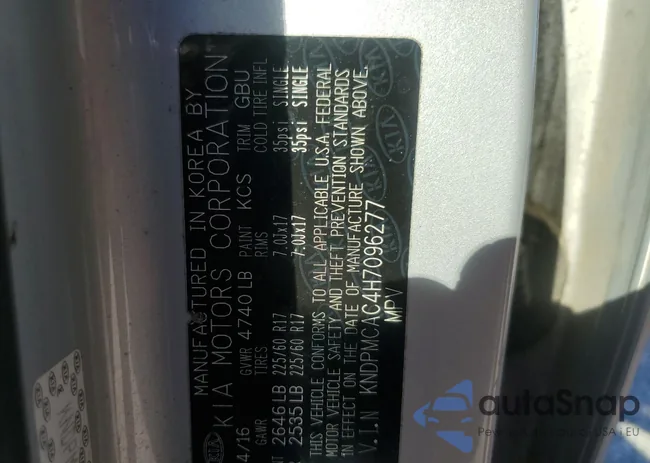 MANUFACTURED IN KOREA BY
KIA MOTORS CORPORATION
4/16 GVWR 4740LB PAINT KCS TRIM GBU
GAWR TIRES RIMS COLD TIRE INFL
2646LB 225/60 R17 7.0Jx17 35psi SINGLE
2535LB 225/60 R17 7.0Jx17 35psi SINGLE
THIS VEHICLE CONFORMS TO ALL APPLICABLE U.S.A. FEDERAL
MOTOR VEHICLE SAFETY AND THEFT PREVENTION STANDARDS
IN EFFECT ON THE DATE OF MANUFACTURE SHOWN ABOVE.
V.I.N KNDPMCAC4H7096277
MPV
KIA
autoSnap